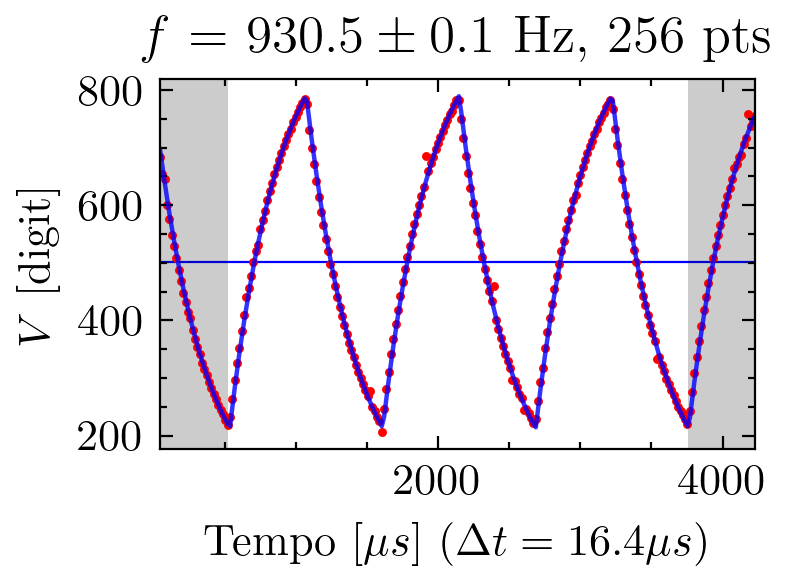 f = 930.5 ± 0.1 Hz, 256 pts
800
600
400
200
V [digit]
2000 4000
Tempo [μs] (Δt = 16.4μs)